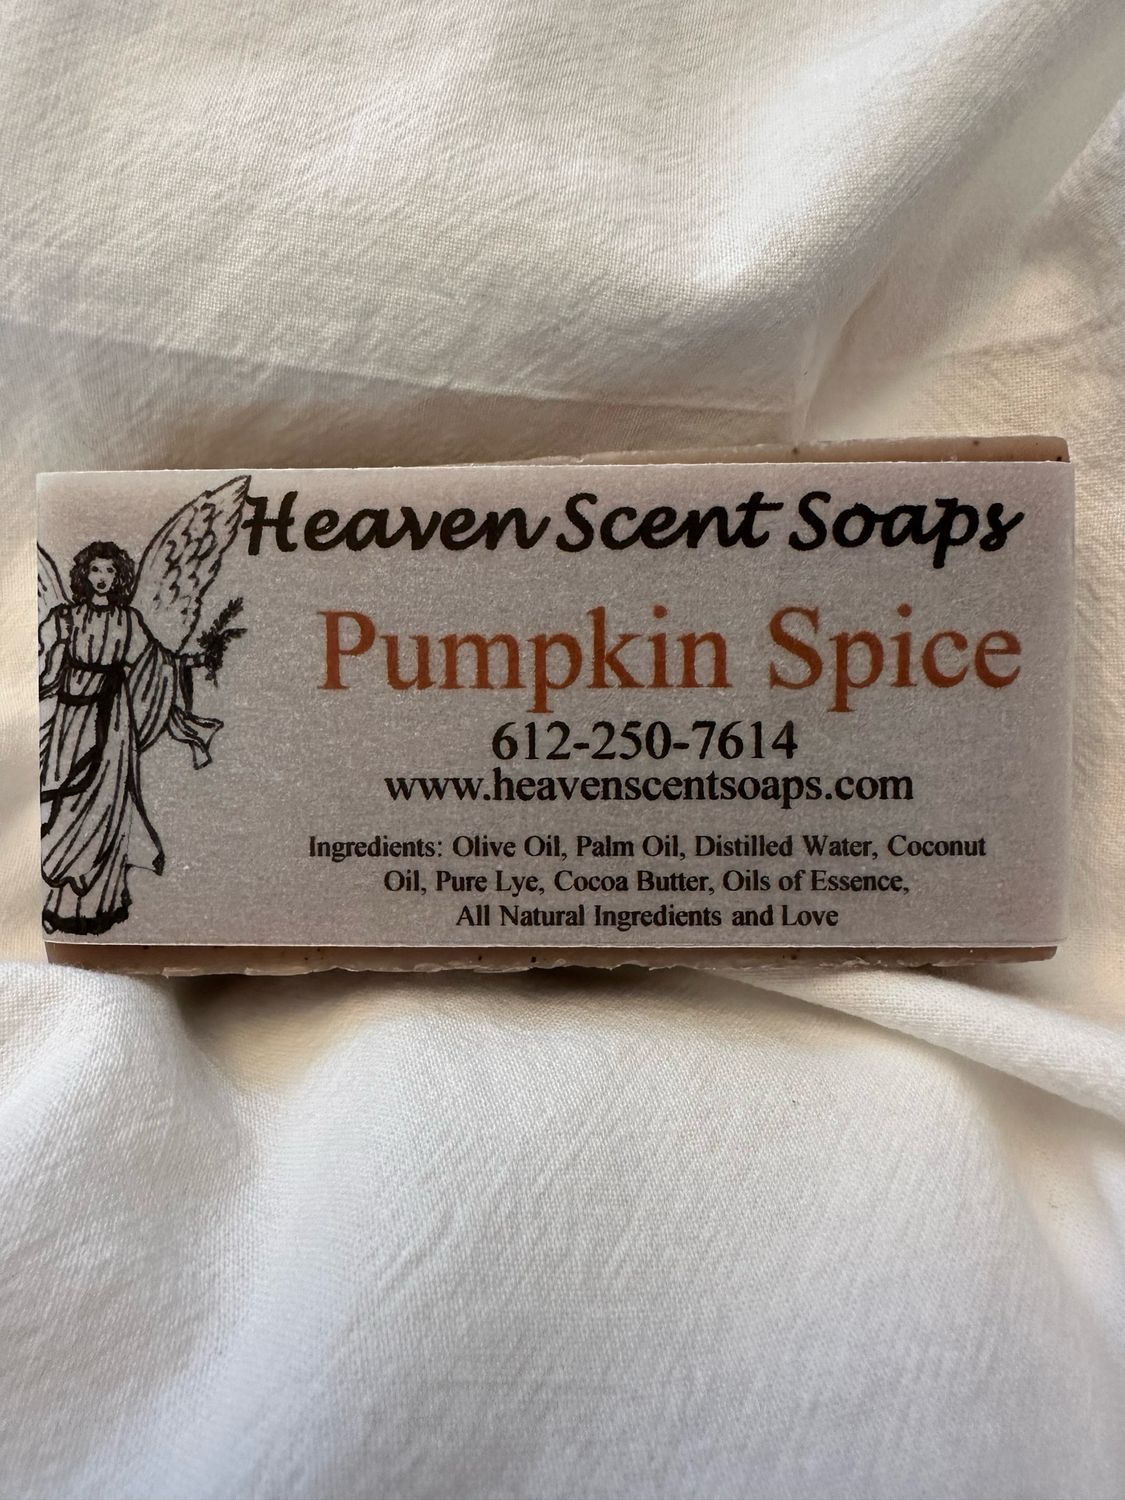 Heaven Scent Soaps
Pumpkin Spice
612-250-7614
www.heavenscentsoaps.com
Ingredients: Olive Oil, Palm Oil, Distilled Water, Coconut
Oil, Pure Lye, Cocoa Butter, Oils of Essence,
All Natural Ingredients and Love